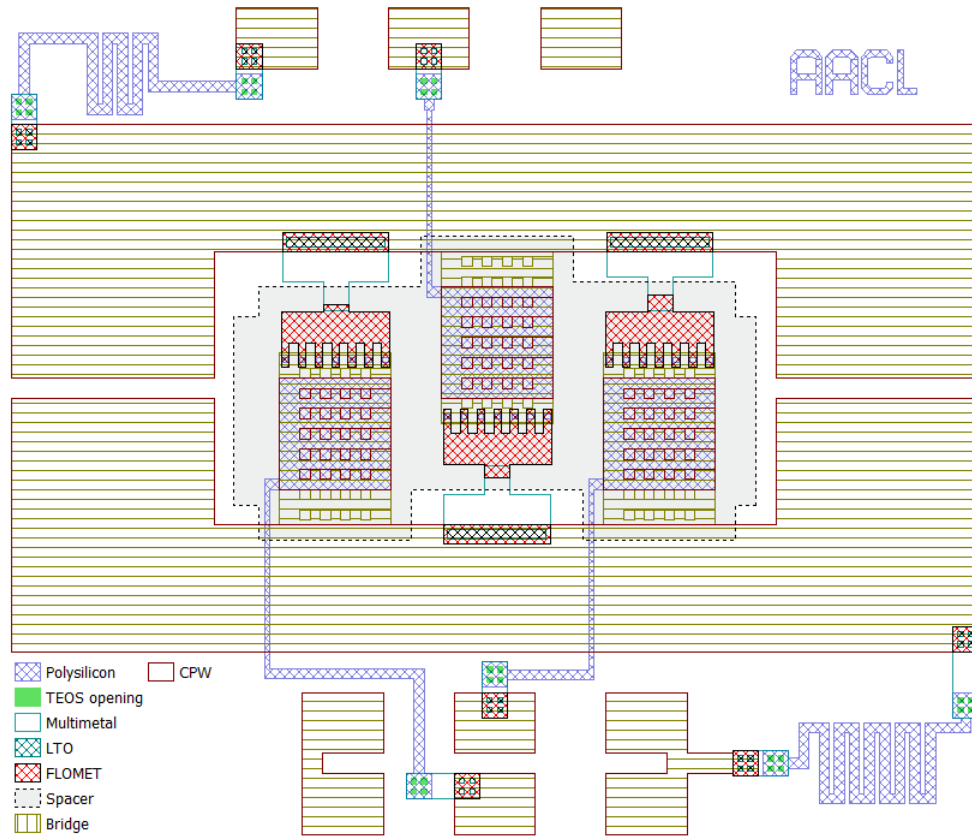 AACL
Polysilicon CPW
TEOS opening
Multimetal
LTO
FLOMET
Spacer
Bridge